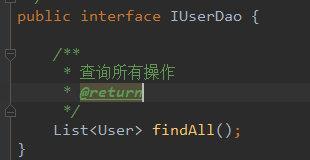 */
public interface IUserDao {
/**
* 查询所有操作
* @return
*/
List<User> findAll();
}